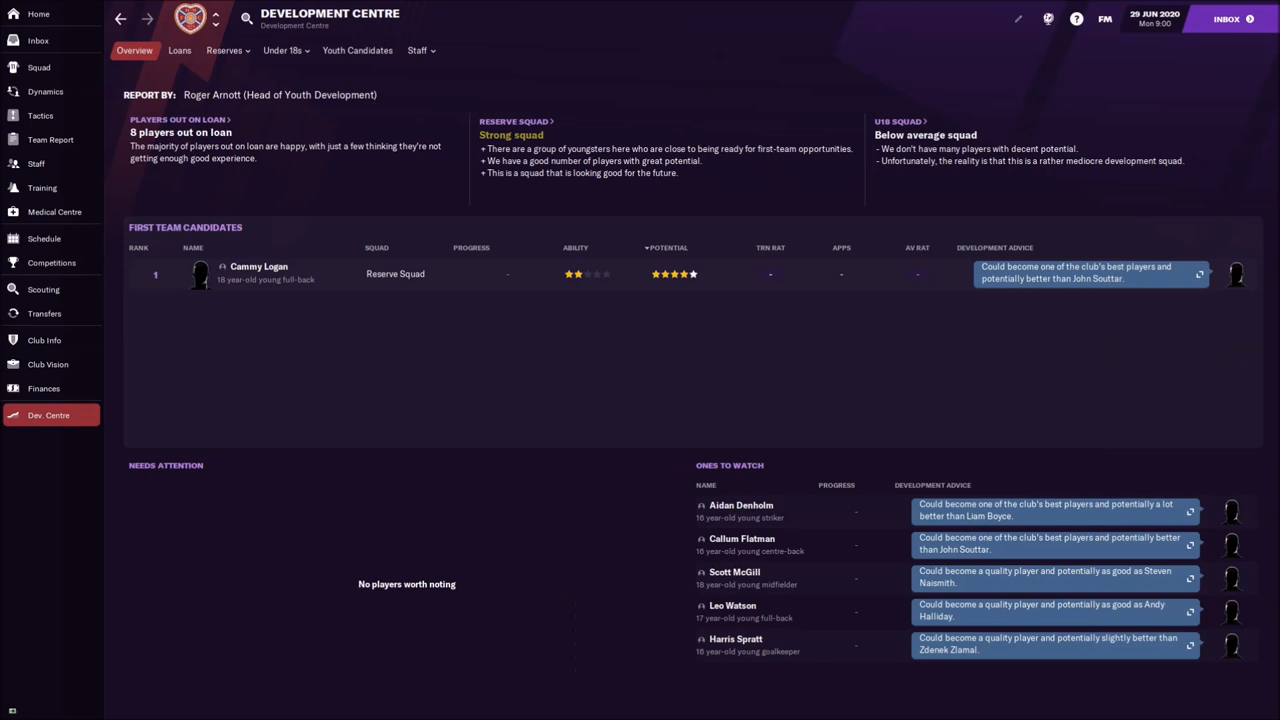 Home
Inbox
Squad
Dynamics
Tactics
Team Report
Staff
Training
Medical Centre
Schedule
Competitions
Scouting
Transfers
Club Info
Club Vision
Finances
Dev. Centre
DEVELOPMENT CENTRE
Development Centre
?
FM
29 JUN 2020
Mon 9:00
INBOX
Overview
Loans
Reserves
Under 18s
Youth Candidates
Staff
REPORT BY: Roger Arnott (Head of Youth Development)
PLAYERS OUT ON LOAN
8 players out on loan
The majority of players out on loan are happy, with just a few thinking they're not
getting enough good experience.
RESERVE SQUAD
Strong squad
+ There are a group of youngsters here who are close to being ready for first-team opportunities.
+ We have a good number of players with great potential.
+ This is a squad that is looking good for the future.
U18 SQUAD
Below average squad
- We don't have many players with decent potential.
- Unfortunately, the reality is that this is a rather mediocre development squad.
FIRST TEAM CANDIDATES
RANK NAME SQUAD PROGRESS ABILITY POTENTIAL TRN RAT APPS AV RAT DEVELOPMENT ADVICE
1 Cammy Logan Reserve Squad - - - -
18 year-old young full-back
Could become one of the club's best players and
potentially better than John Souttar.
NEEDS ATTENTION
No players worth noting
ONES TO WATCH
NAME PROGRESS DEVELOPMENT ADVICE
Aidan Denholm -
16 year-old young striker
Could become one of the club's best players and potentially a lot
better than Liam Boyce.
Callum Flatman -
16 year-old young centre-back
Could become one of the club's best players and potentially better
than John Souttar.
Scott McGill -
18 year-old young midfielder
Could become a quality player and potentially as good as Steven
Naismith.
Leo Watson -
17 year-old young full-back
Could become a quality player and potentially as good as Andy
Halliday.
Harris Spratt -
16 year-old young goalkeeper
Could become a quality player and potentially slightly better than
Zdenek Zlamal.